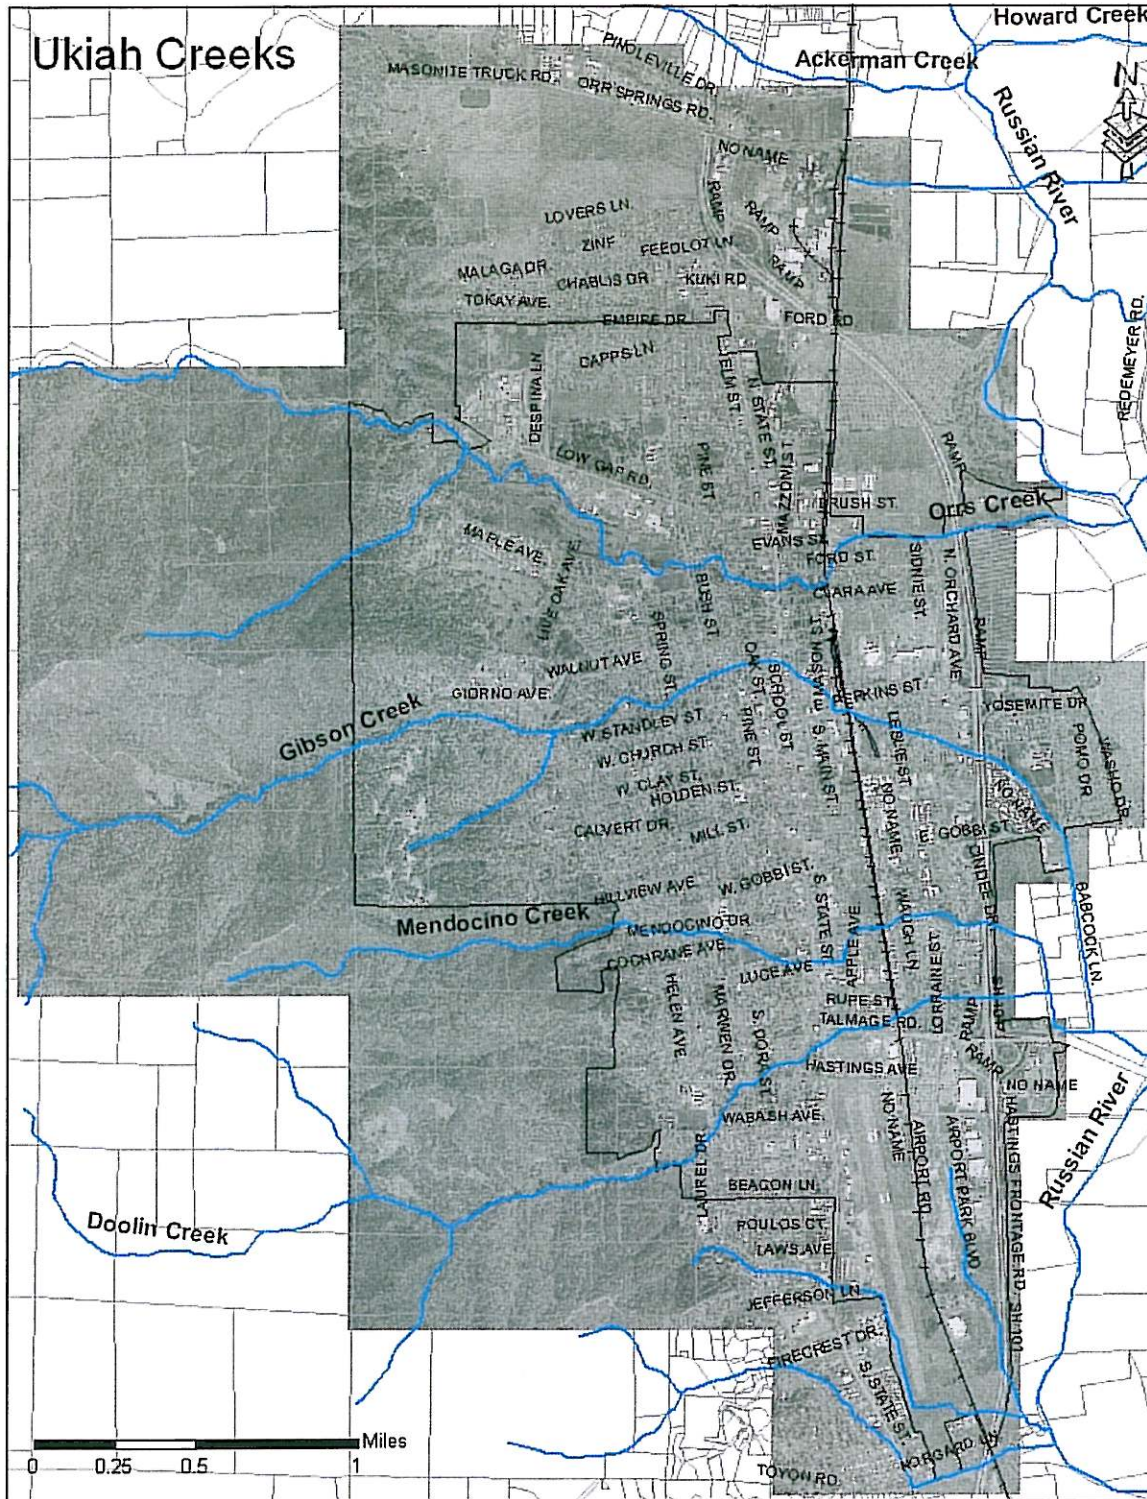 Ukiah Creeks
Howard Creek
Ackerman Creek
N
PINOLEVILLE DR.
MASONITE TRUCK RD.
ORR SPRINGS RD.
Russian River
NO NAME
RAMP
RAMP
RAMP
LOVERS LN.
FEEDLOT LN
MALAGA DR.
CHABLIS DR
KUKI RD
TOKAY AVE.
EMPIRE DR.
FORD RD
REDEMEYER RD.
CAPPS LN.
DESPINA LN
ELM ST.
N. STATE ST.
LOW GAP RD.
PINE ST.
MAZZONI ST
RAMP
BRUSH ST.
Orrs Creek
EVANS ST.
FORD ST.
MAPLE AVE.
LIVE OAK AVE.
BUSH ST
CLARA AVE
SIDNIE ST.
N. ORCHARD AVE
RAMP
SPRING ST.
WALNUT AVE.
OAK ST.
SCHOOL ST
MASON ST
GIORNO AVE.
PERKINS ST.
YOSEMITE DR
Gibson Creek
W. STANDLEY ST.
W. CHURCH ST.
PINE ST
S. MAIN ST.
LESLIE ST
POMO DR
WASHO DR.
W. CLAY ST.
HOLDEN ST.
NO NAME
NO NAME
CALVERT DR.
MILL ST.
E. GOBBI ST.
HILLVIEW AVE.
W. GOBBI ST.
CINDEE DR.
Mendocino Creek
MENDOCINO DR
S. STATE ST
WAUGH LN
BABCOCK LN.
COCHRANE AVE.
LUCE AVE
APPLE AVE
LORRAINE ST
HELEN AVE
MARWEN DR.
S. DORA ST
RUPE ST.
TALMAGE RD.
RAMP
SH 101
HASTINGS AVE
RAMP
NO NAME
WABASH AVE.
NO NAME
AIRPORT RD
AIRPORT PARK BLVD
HASTINGS FRONTAGE RD. SH 101
Russian River
LAUREL DR
BEACON LN.
Doolin Creek
POULOS CT.
LAWS AVE
JEFFERSON LN
FIRECREST DR.
S. STATE ST.
NORGARD LN.
TOYON RD.
Miles
0 0.25 0.5 1